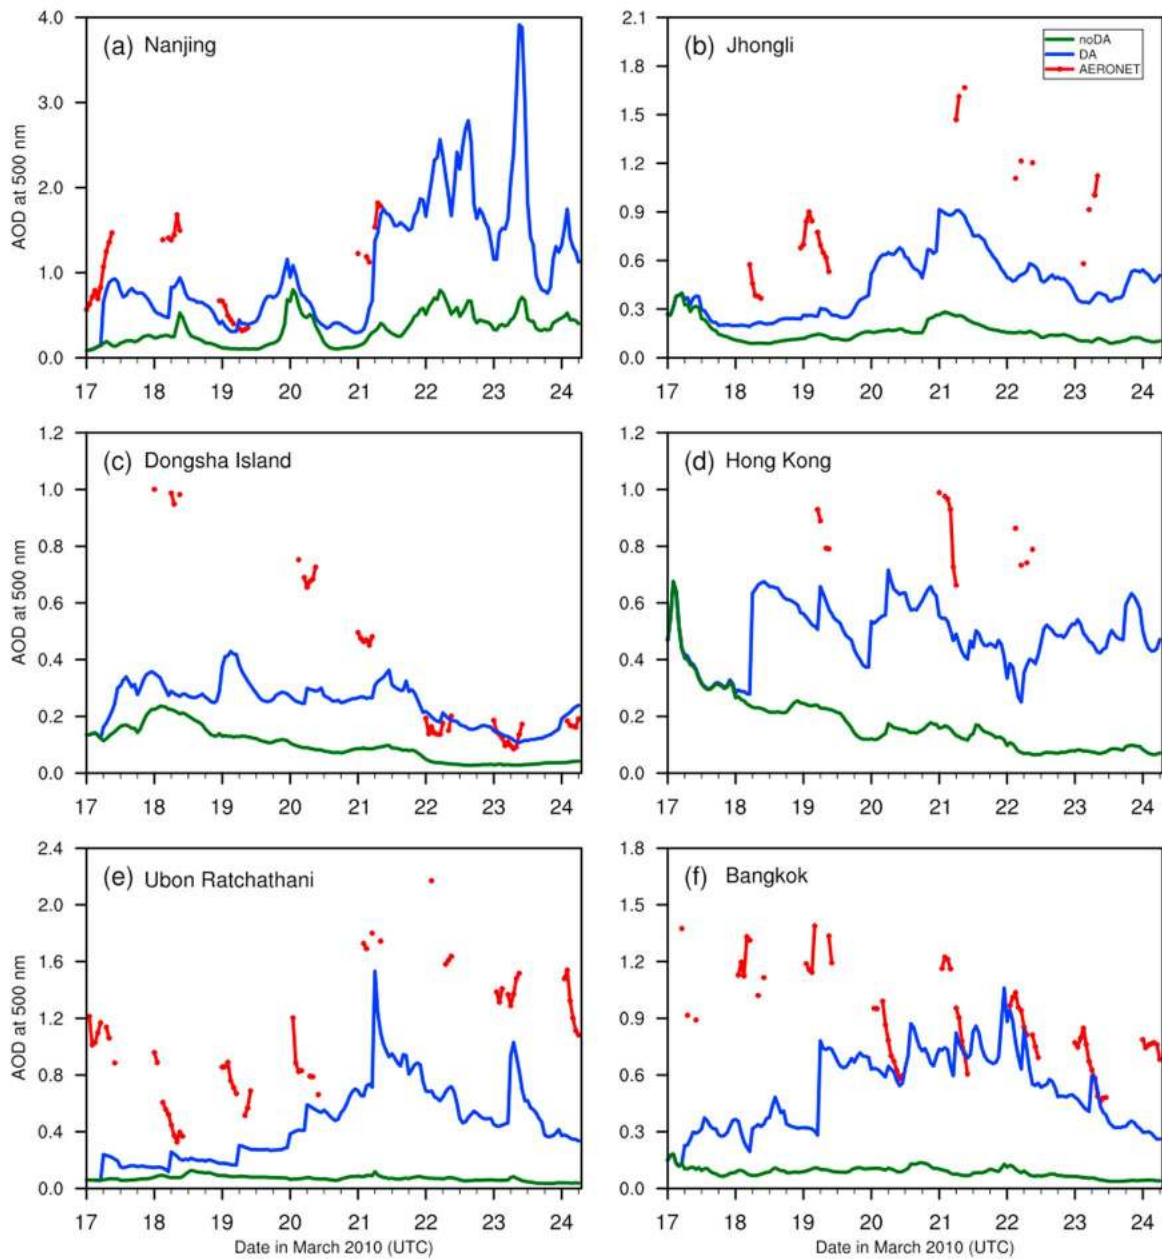 (a) Nanjing
4.0
3.0
2.0
1.0
0.0
AOD at 500 nm
17 18 19 20 21 22 23 24
(b) Jhongli
noDA
DA
AERONET
2.1
1.8
1.5
1.2
0.9
0.6
0.3
0.0
17 18 19 20 21 22 23 24
(c) Dongsha Island
1.2
1.0
0.8
0.6
0.4
0.2
0.0
AOD at 500 nm
17 18 19 20 21 22 23 24
(d) Hong Kong
1.2
1.0
0.8
0.6
0.4
0.2
0.0
17 18 19 20 21 22 23 24
(e) Ubon Ratchathani
2.4
2.0
1.6
1.2
0.8
0.4
0.0
AOD at 500 nm
17 18 19 20 21 22 23 24
Date in March 2010 (UTC)
(f) Bangkok
1.8
1.5
1.2
0.9
0.6
0.3
0.0
17 18 19 20 21 22 23 24
Date in March 2010 (UTC)